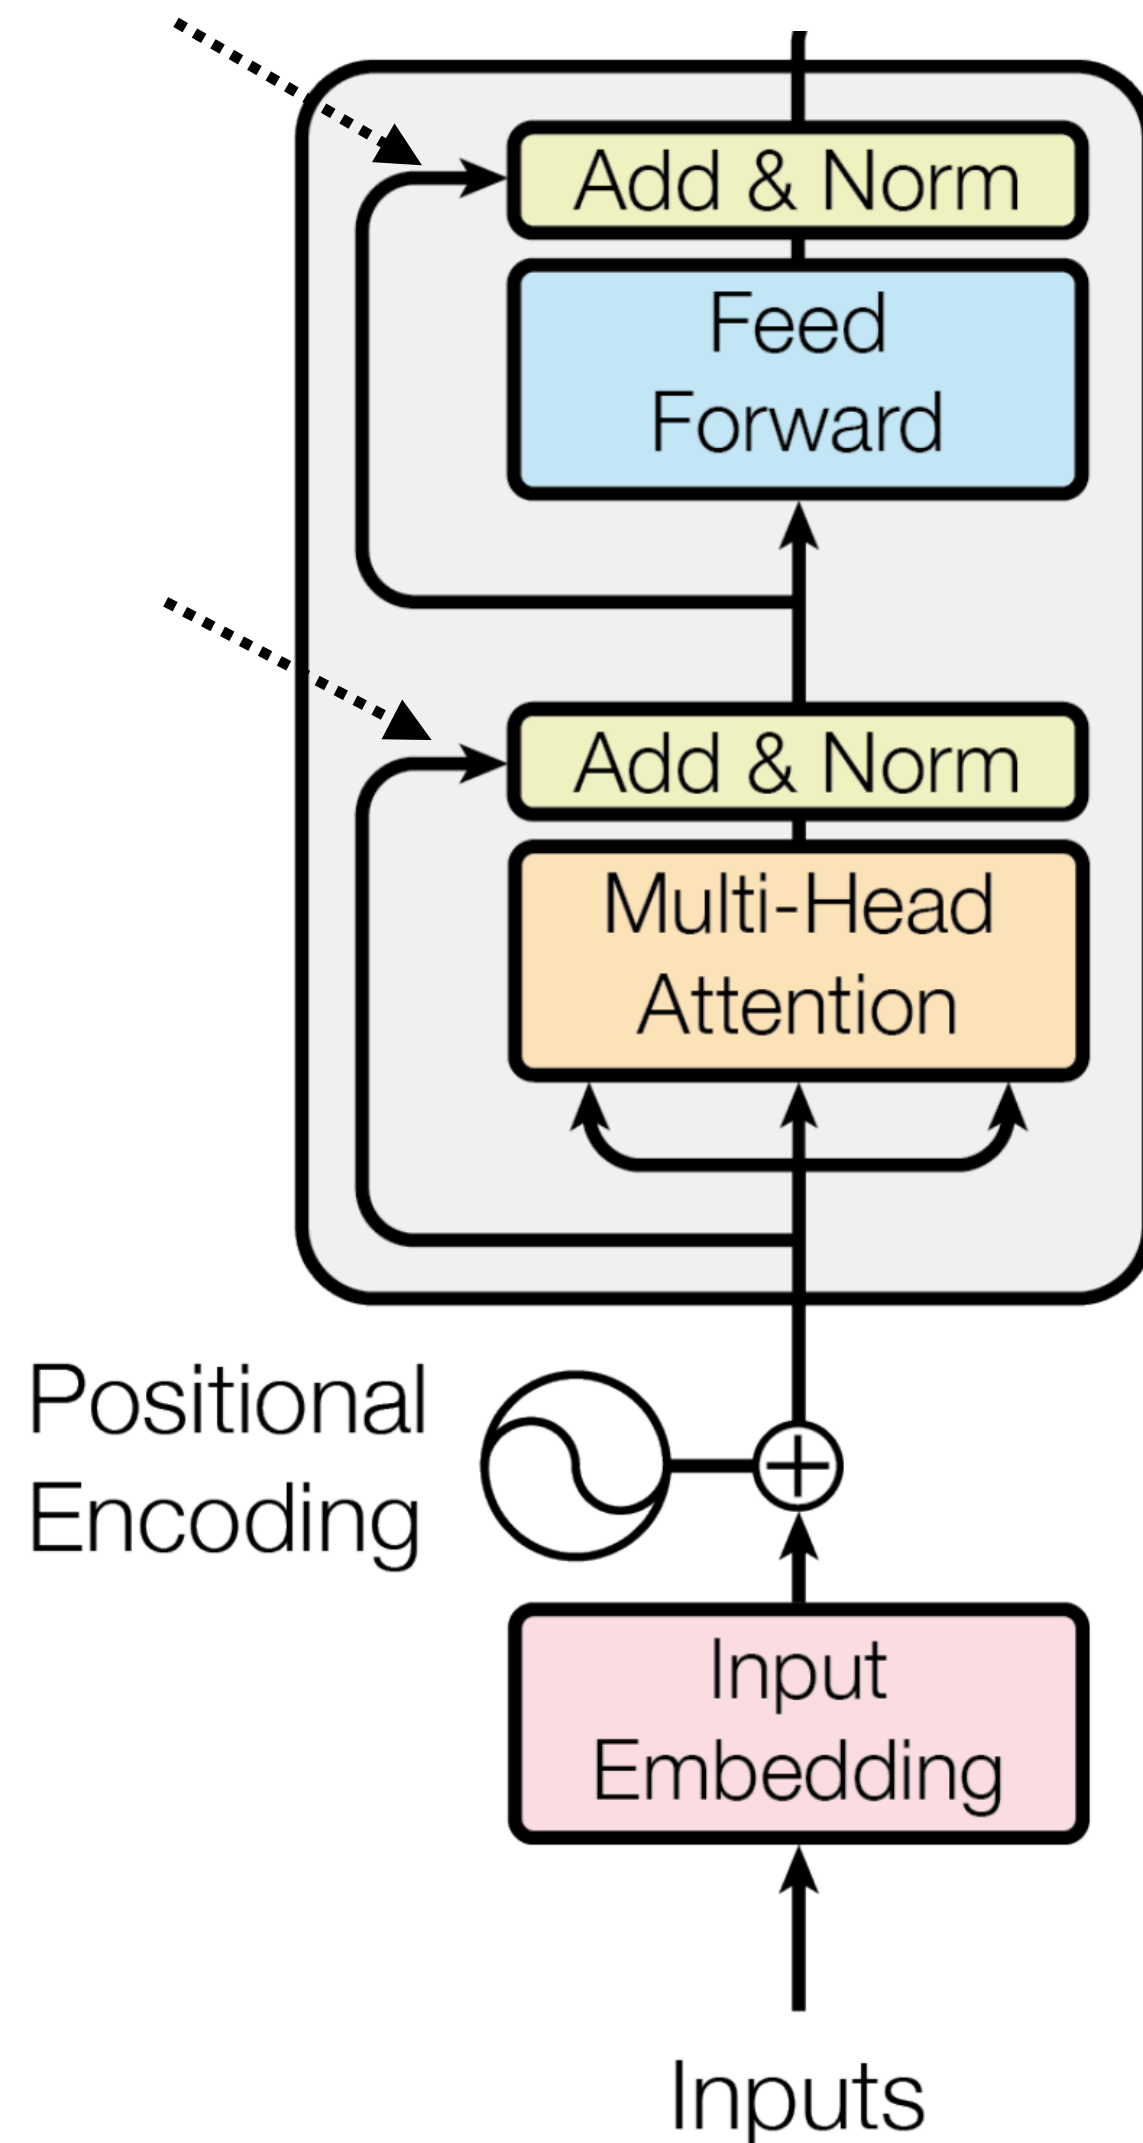 Add & Norm
Feed
Forward
Add & Norm
Multi-Head
Attention
Positional
Encoding
Input
Embedding
Inputs